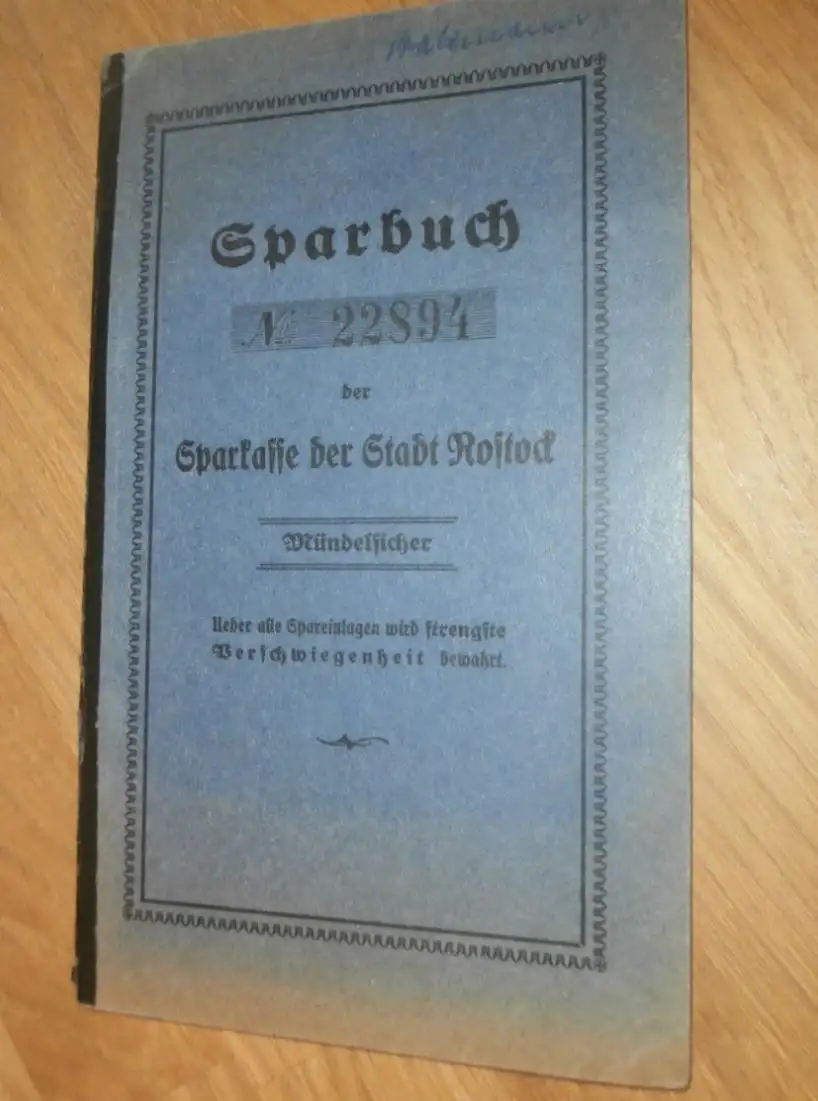 Sparbuch
№ 22894
der
Sparkasse der Stadt Rostock
Mündelsicher
Ueber alle Spareinlagen wird strengste
Verschwiegenheit bewahrt.